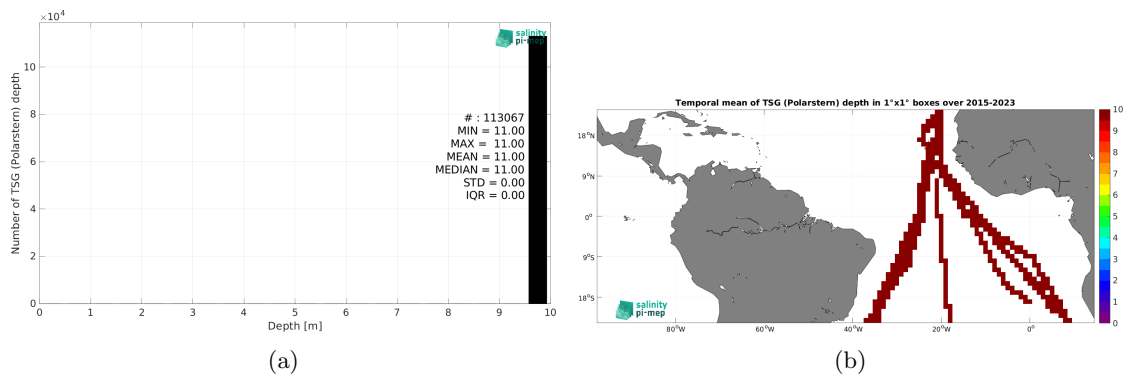 ×10⁴
10
8
6
4
2
0
Number of TSG (Polarstern) depth
salinity
pi-mep
# : 113067
MIN = 11.00
MAX = 11.00
MEAN = 11.00
MEDIAN = 11.00
STD = 0.00
IQR = 0.00
0 1 2 3 4 5 6 7 8 9 10
Depth [m]
(a)
Temporal mean of TSG (Polarstern) depth in 1°x1° boxes over 2015-2023
18°N
9°N
0°
9°S
18°S
80°W 60°W 40°W 20°W 0°
salinity
pi-mep
10
9
8
7
6
5
4
3
2
1
0
(b)